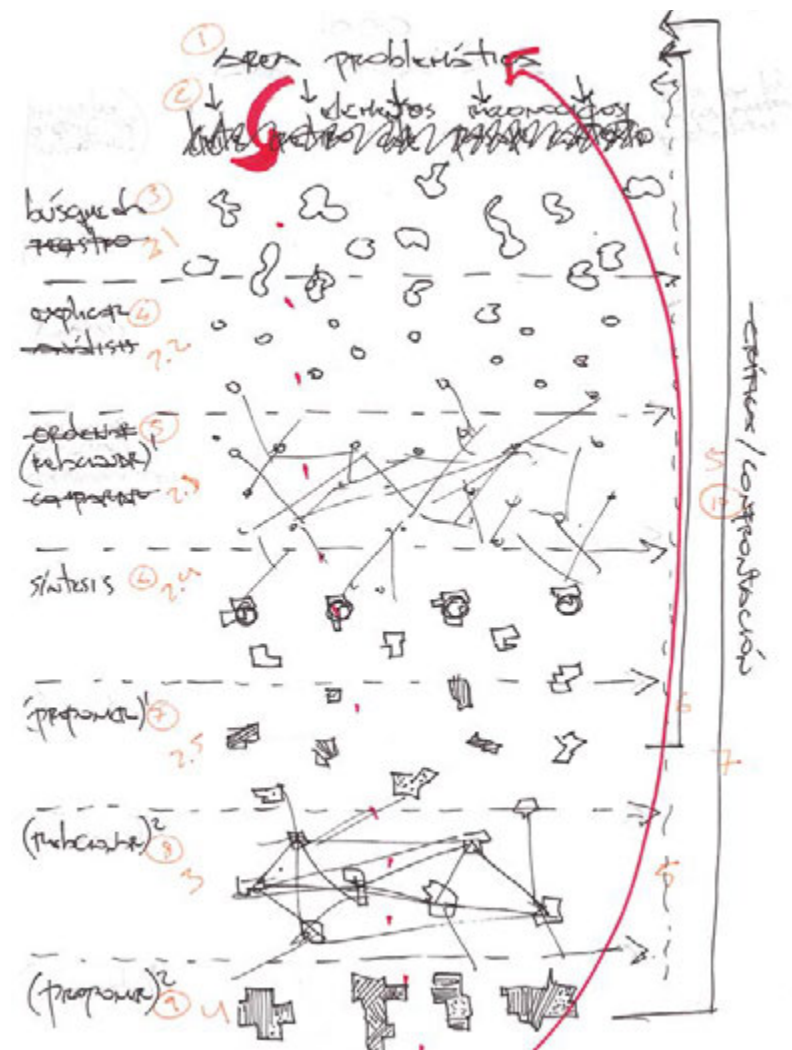 ① área problemática
② elementos reconocidos
búsqueda ③
registro 2.1
explicar ④
análisis 2.2
ordenar ⑤
(relacionar)¹
comparar 2.3
síntesis ⑥ 2.4
(proponer)¹ ⑦
2.5
6
7
(relacionar)² ⑧
3
5
(proponer)² ⑨ 4
crítica / confrontación
⑩